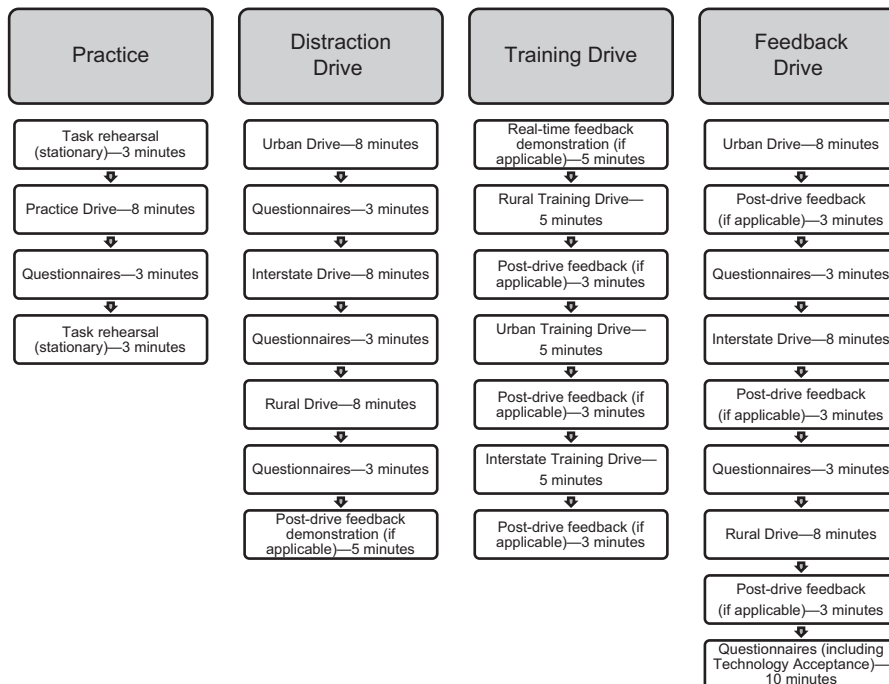 Practice
Task rehearsal
(stationary)—3 minutes
Practice Drive—8 minutes
Questionnaires—3 minutes
Task rehearsal
(stationary)—3 minutes
Distraction
Drive
Urban Drive—8 minutes
Questionnaires—3 minutes
Interstate Drive—8 minutes
Questionnaires—3 minutes
Rural Drive—8 minutes
Questionnaires—3 minutes
Post-drive feedback
demonstration (if
applicable)—5 minutes
Training Drive
Real-time feedback
demonstration (if
applicable)—5 minutes
Rural Training Drive—
5 minutes
Post-drive feedback (if
applicable)—3 minutes
Urban Training Drive—
5 minutes
Post-drive feedback (if
applicable)—3 minutes
Interstate Training Drive—
5 minutes
Post-drive feedback (if
applicable)—3 minutes
Feedback
Drive
Urban Drive—8 minutes
Post-drive feedback
(if applicable)—3 minutes
Questionnaires—3 minutes
Interstate Drive—8 minutes
Post-drive feedback
(if applicable)—3 minutes
Questionnaires—3 minutes
Rural Drive—8 minutes
Post-drive feedback
(if applicable)—3 minutes
Questionnaires (including
Technology Acceptance)—
10 minutes